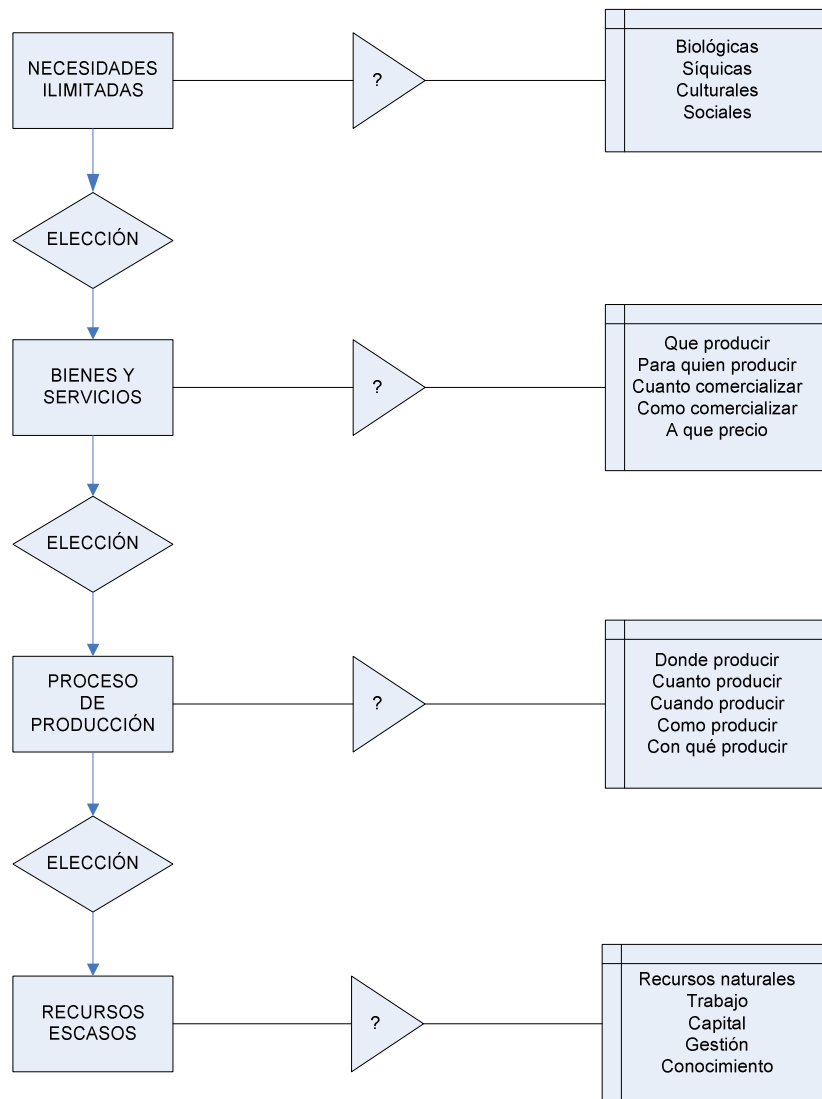 NECESIDADES
ILIMITADAS
?
Biológicas
Síquicas
Culturales
Sociales
ELECCIÓN
BIENES Y
SERVICIOS
?
Que producir
Para quien producir
Cuanto comercializar
Como comercializar
A que precio
ELECCIÓN
PROCESO
DE
PRODUCCIÓN
?
Donde producir
Cuanto producir
Cuando producir
Como producir
Con qué producir
ELECCIÓN
RECURSOS
ESCASOS
?
Recursos naturales
Trabajo
Capital
Gestión
Conocimiento